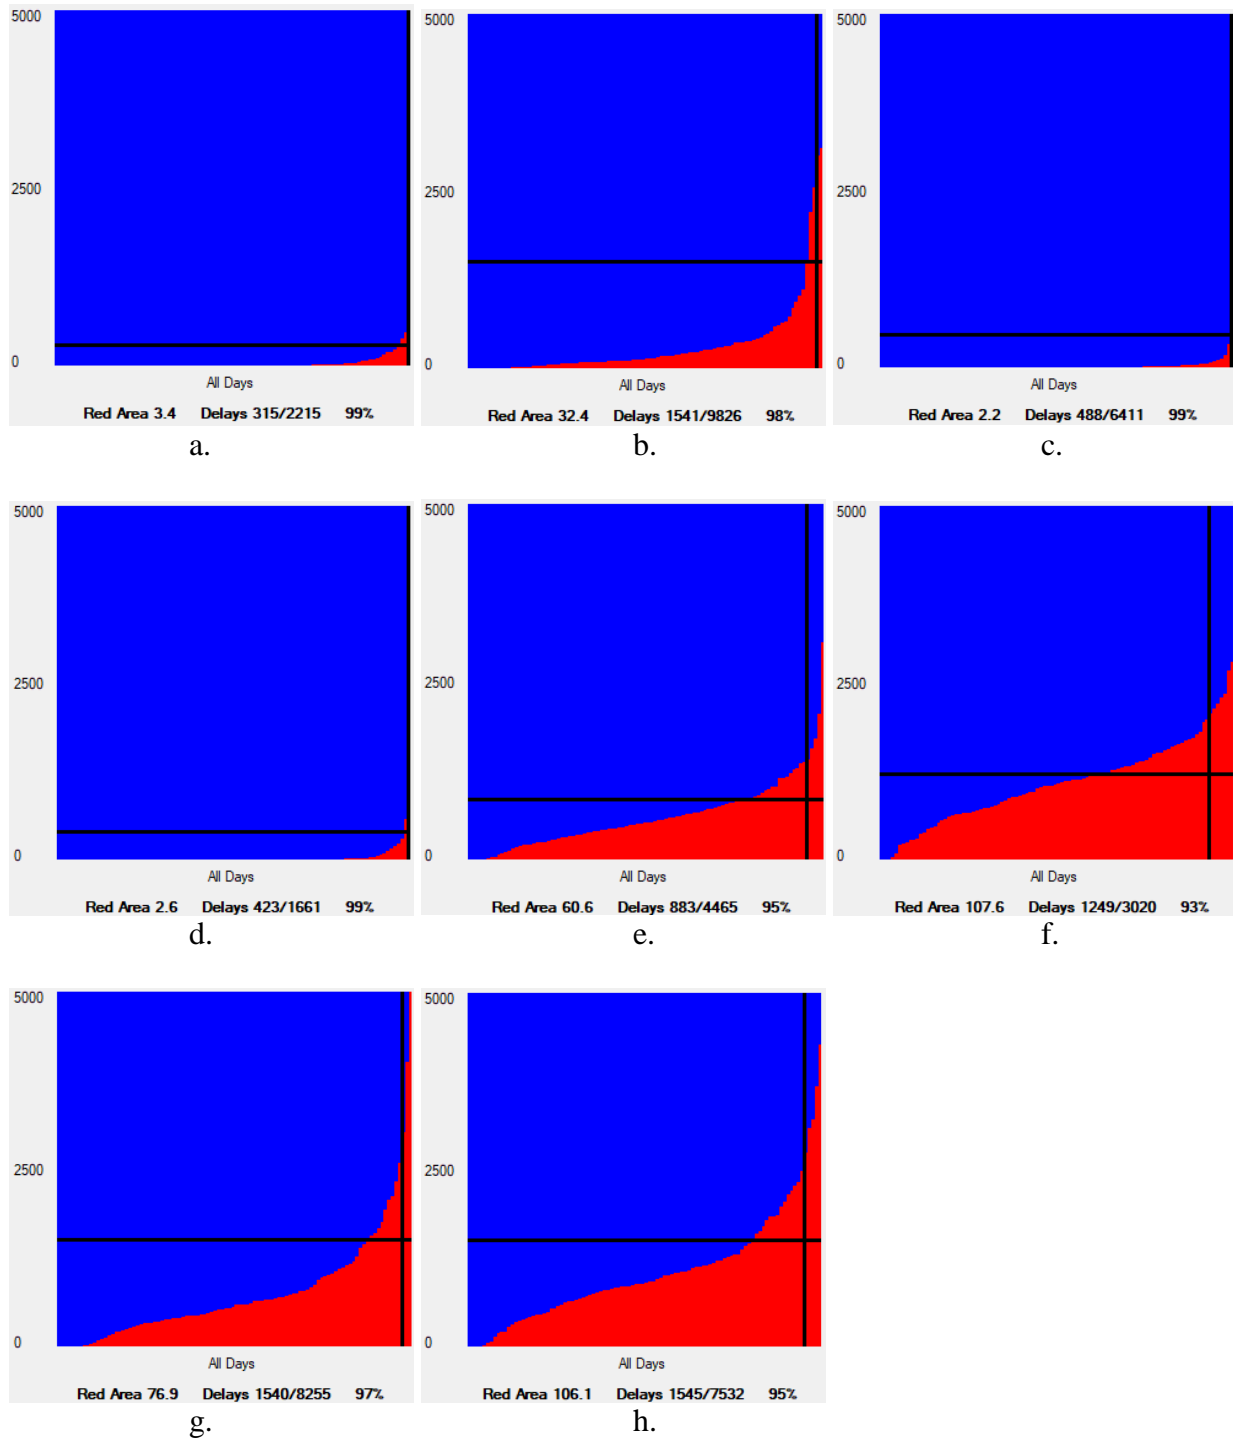 5000
2500
0
All Days
Red Area 3.4 Delays 315/2215 99%
a.
5000
2500
0
All Days
Red Area 32.4 Delays 1541/9826 98%
b.
5000
2500
0
All Days
Red Area 2.2 Delays 488/6411 99%
c.
5000
2500
0
All Days
Red Area 2.6 Delays 423/1661 99%
d.
5000
2500
0
All Days
Red Area 60.6 Delays 883/4465 95%
e.
5000
2500
0
All Days
Red Area 107.6 Delays 1249/3020 93%
f.
5000
2500
0
All Days
Red Area 76.9 Delays 1540/8255 97%
g.
5000
2500
0
All Days
Red Area 106.1 Delays 1545/7532 95%
h.